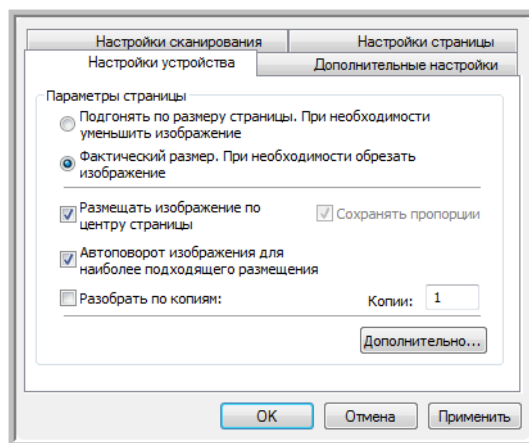 Настройки сканирования
Настройки страницы
Настройки устройства
Дополнительные настройки
Параметры страницы
Подгонять по размеру страницы. При необходимости
уменьшить изображение
Фактический размер. При необходимости обрезать
изображение
Размещать изображение по
центру страницы
Сохранять пропорции
Автоповорот изображения для
наиболее подходящего размещения
Разобрать по копиям:
Копии: 1
Дополнительно...
OK
Отмена
Применить